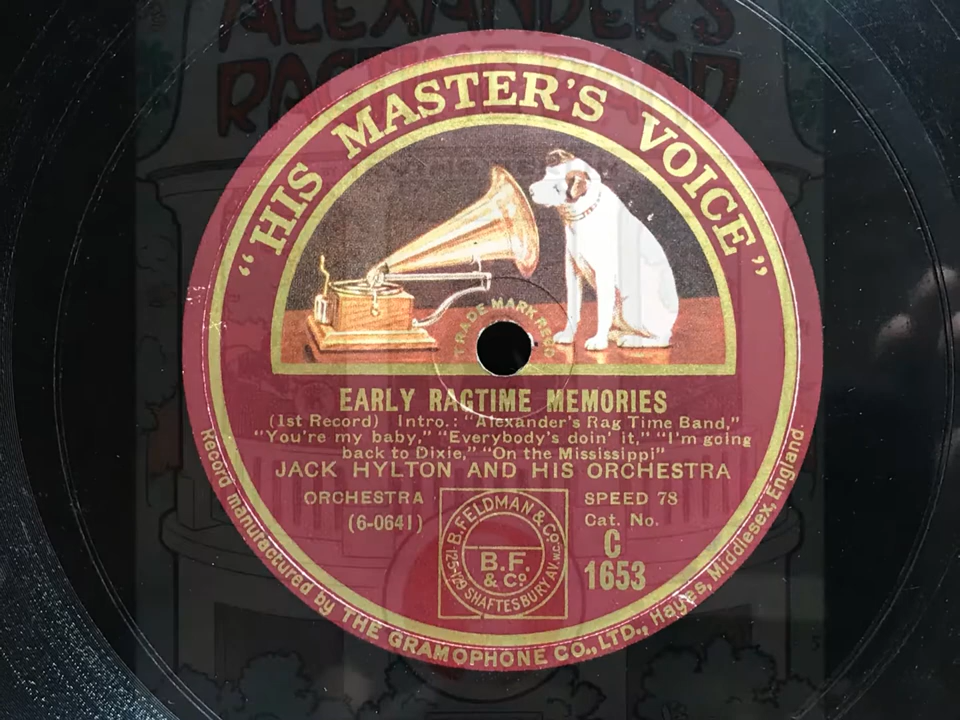 ALEXANDER'S
RAGTIME BAND
"HIS MASTER'S VOICE"
TRADE MARK REGD
EARLY RAGTIME MEMORIES
(1st Record) Intro.: "Alexander's Rag Time Band,"
"You're my baby," "Everybody's doin' it," "I'm going
back to Dixie," "On the Mississippi"
JACK HYLTON AND HIS ORCHESTRA
ORCHESTRA
(6-0641)
B. FELDMAN & CO.
B.F.
& Co.
125-129 SHAFTESBURY AV. W.C.
SPEED 78
Cat. No.
C
1653
Record manufactured by THE GRAMOPHONE CO., LTD., Hayes, Middlesex, England.